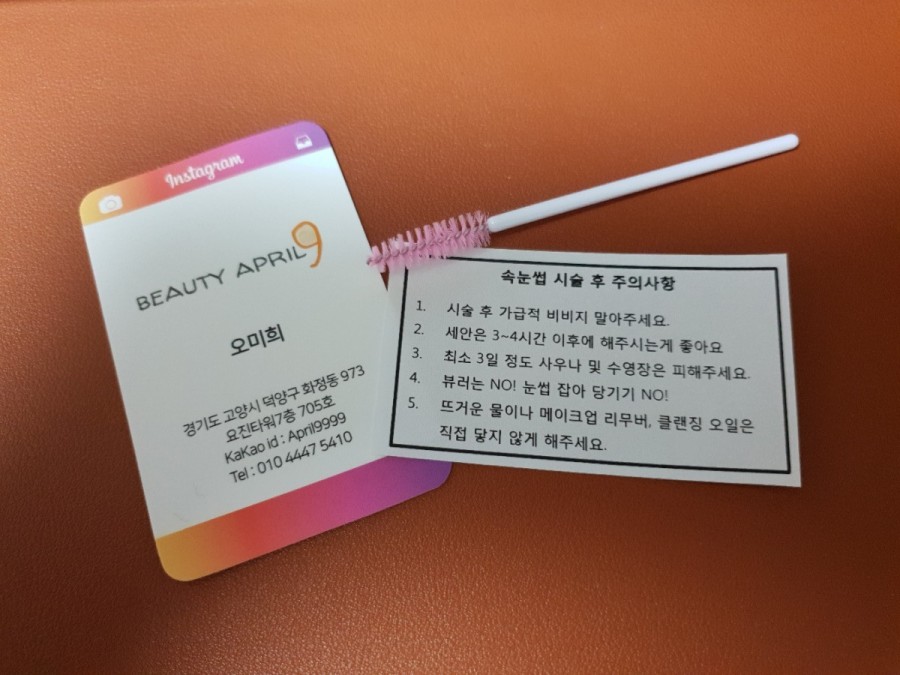 Instagram
BEAUTY APRIL9
오미희
경기도 고양시 덕양구 화정동 973
요진타워7층 705호
KaKao id : April9999
Tel : 010 4447 5410
속눈썹 시술 후 주의사항
1. 시술 후 가급적 비비지 말아주세요.
2. 세안은 3~4시간 이후에 해주시는게 좋아요
3. 최소 3일 정도 사우나 및 수영장은 피해주세요.
4. 뷰러는 NO! 눈썹 잡아 당기기 NO!
5. 뜨거운 물이나 메이크업 리무버, 클랜징 오일은
직접 닿지 않게 해주세요.